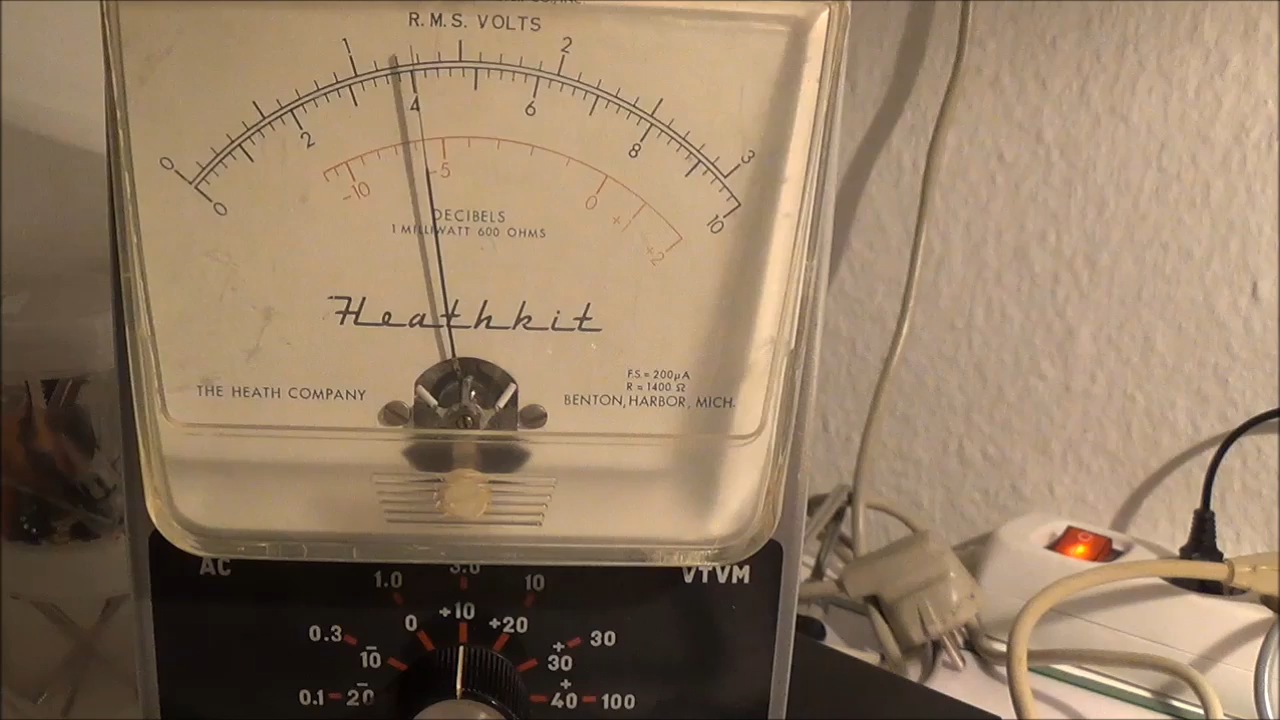 R.M.S. VOLTS
1 2
0 2 4 6 8 3
0 10
-10 -5 0 +1 +2
DECIBELS
1 MILLIWATT 600 OHMS
Heathkit
F.S. = 200µA
R = 1400 Ω
THE HEATH COMPANY BENTON, HARBOR, MICH.
AC VTVM
1.0 3.0 10
0 +10 +20
0.3 -10 +30 30
0.1 -20 +40 100